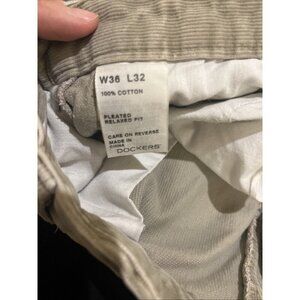 W36 L32
100% COTTON
PLEATED
RELAXED FIT
CARE ON REVERSE
MADE IN
CHINA
DOCKERS